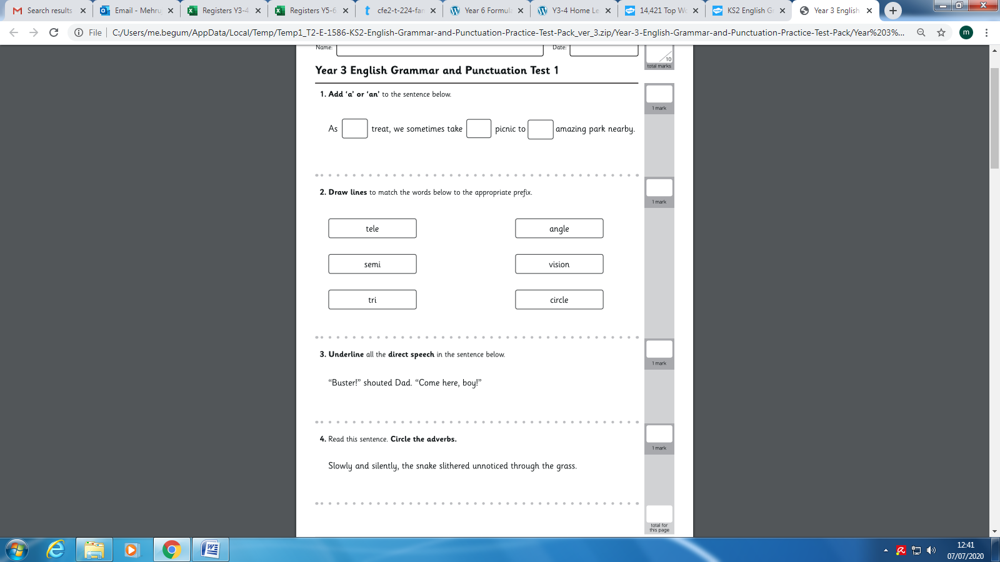 Search results
Email - Mehru
Registers Y3-4
Registers Y5-6
cfe2-t-224-fan
Year 6 Formula
Y3-4 Home Le
14,421 Top Wo
KS2 English Gr
Year 3 English
File
C:/Users/me.begum/AppData/Local/Temp/Temp1_T2-E-1586-KS2-English-Grammar-and-Punctuation-Practice-Test-Pack_ver_3.zip/Year-3-English-Grammar-and-Punctuation-Practice-Test-Pack/Year%203%...
m
Name:
Date:
10
total marks
Year 3 English Grammar and Punctuation Test 1
1. Add ‘a’ or ‘an’ to the sentence below.
1 mark
As treat, we sometimes take picnic to amazing park nearby.
2. Draw lines to match the words below to the appropriate prefix.
1 mark
tele angle
semi vision
tri circle
3. Underline all the direct speech in the sentence below.
1 mark
“Buster!” shouted Dad. “Come here, boy!”
4. Read this sentence. Circle the adverbs.
1 mark
Slowly and silently, the snake slithered unnoticed through the grass.
total for
this page
12:41
07/07/2020